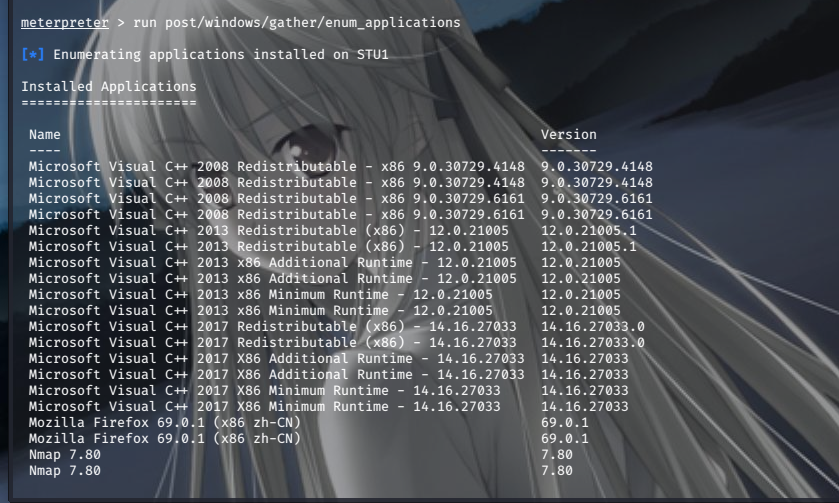 meterpreter > run post/windows/gather/enum_applications
[*] Enumerating applications installed on STU1
Installed Applications
======================
Name Version
---- -------
Microsoft Visual C++ 2008 Redistributable - x86 9.0.30729.4148 9.0.30729.4148
Microsoft Visual C++ 2008 Redistributable - x86 9.0.30729.4148 9.0.30729.4148
Microsoft Visual C++ 2008 Redistributable - x86 9.0.30729.6161 9.0.30729.6161
Microsoft Visual C++ 2008 Redistributable - x86 9.0.30729.6161 9.0.30729.6161
Microsoft Visual C++ 2013 Redistributable (x86) - 12.0.21005 12.0.21005.1
Microsoft Visual C++ 2013 Redistributable (x86) - 12.0.21005 12.0.21005.1
Microsoft Visual C++ 2013 x86 Additional Runtime - 12.0.21005 12.0.21005
Microsoft Visual C++ 2013 x86 Additional Runtime - 12.0.21005 12.0.21005
Microsoft Visual C++ 2013 x86 Minimum Runtime - 12.0.21005 12.0.21005
Microsoft Visual C++ 2013 x86 Minimum Runtime - 12.0.21005 12.0.21005
Microsoft Visual C++ 2017 Redistributable (x86) - 14.16.27033 14.16.27033.0
Microsoft Visual C++ 2017 Redistributable (x86) - 14.16.27033 14.16.27033.0
Microsoft Visual C++ 2017 X86 Additional Runtime - 14.16.27033 14.16.27033
Microsoft Visual C++ 2017 X86 Additional Runtime - 14.16.27033 14.16.27033
Microsoft Visual C++ 2017 X86 Minimum Runtime - 14.16.27033 14.16.27033
Microsoft Visual C++ 2017 X86 Minimum Runtime - 14.16.27033 14.16.27033
Mozilla Firefox 69.0.1 (x86 zh-CN) 69.0.1
Mozilla Firefox 69.0.1 (x86 zh-CN) 69.0.1
Nmap 7.80 7.80
Nmap 7.80 7.80